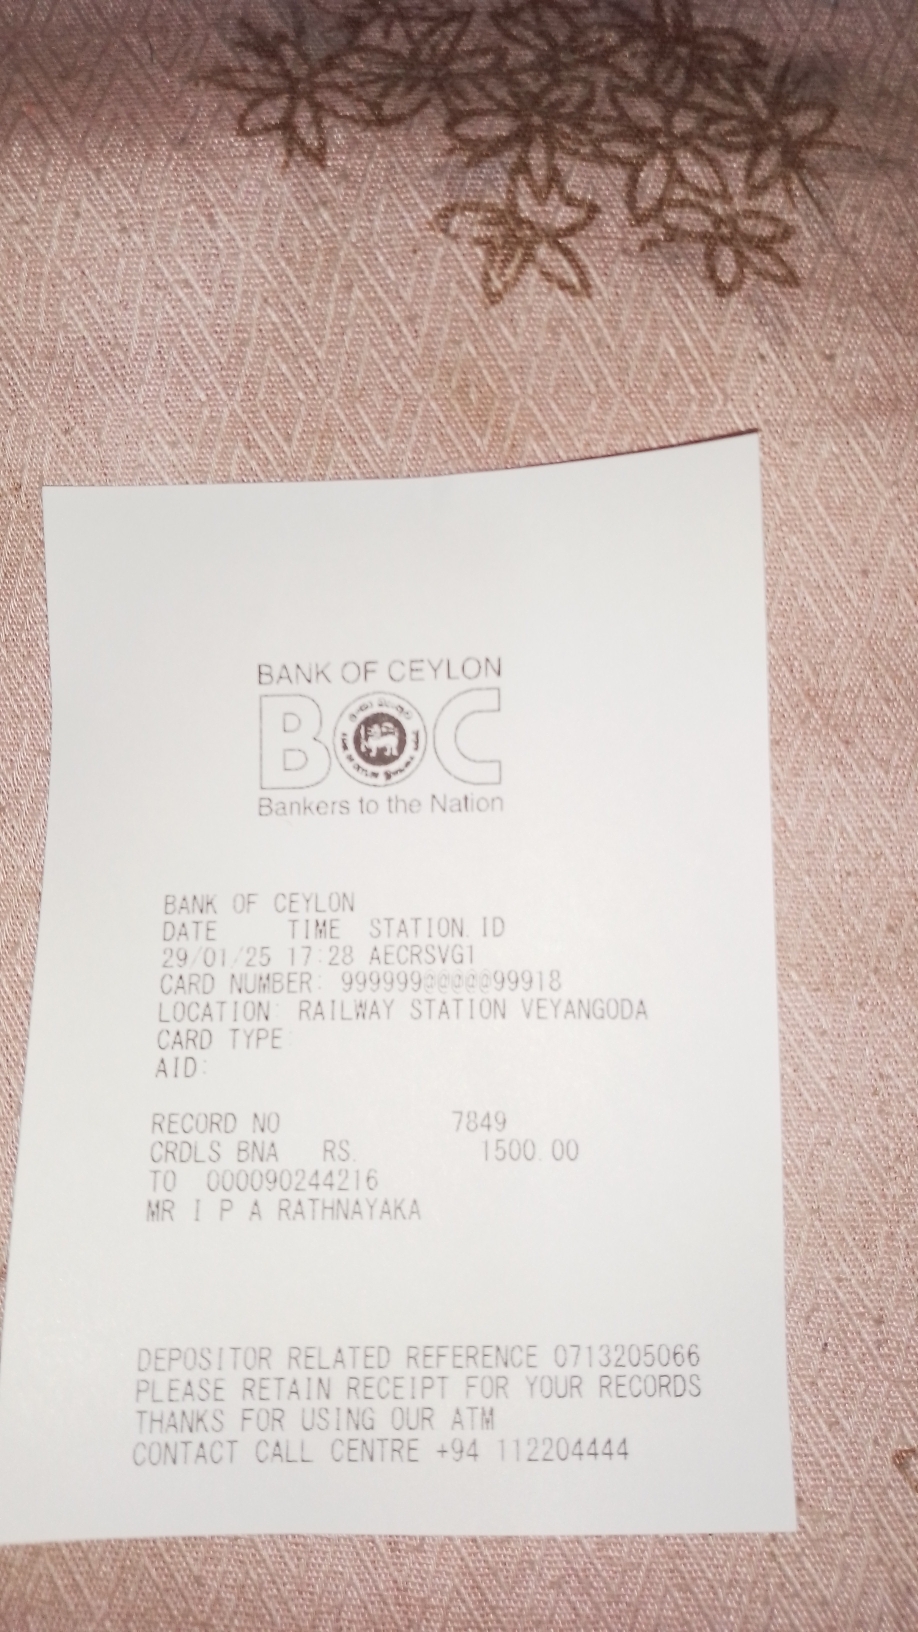 BANK OF CEYLON
BOC
Bankers to the Nation
BANK OF CEYLON
DATE TIME STATION.ID
29/01/25 17:28 AECRSVG1
CARD NUMBER: 999999@@@@@99918
LOCATION: RAILWAY STATION VEYANGODA
CARD TYPE:
AID:
RECORD NO 7849
CRDLS BNA RS. 1500.00
TO 000090244216
MR I P A RATHNAYAKA
DEPOSITOR RELATED REFERENCE 0713205066
PLEASE RETAIN RECEIPT FOR YOUR RECORDS
THANKS FOR USING OUR ATM
CONTACT CALL CENTRE +94 112204444